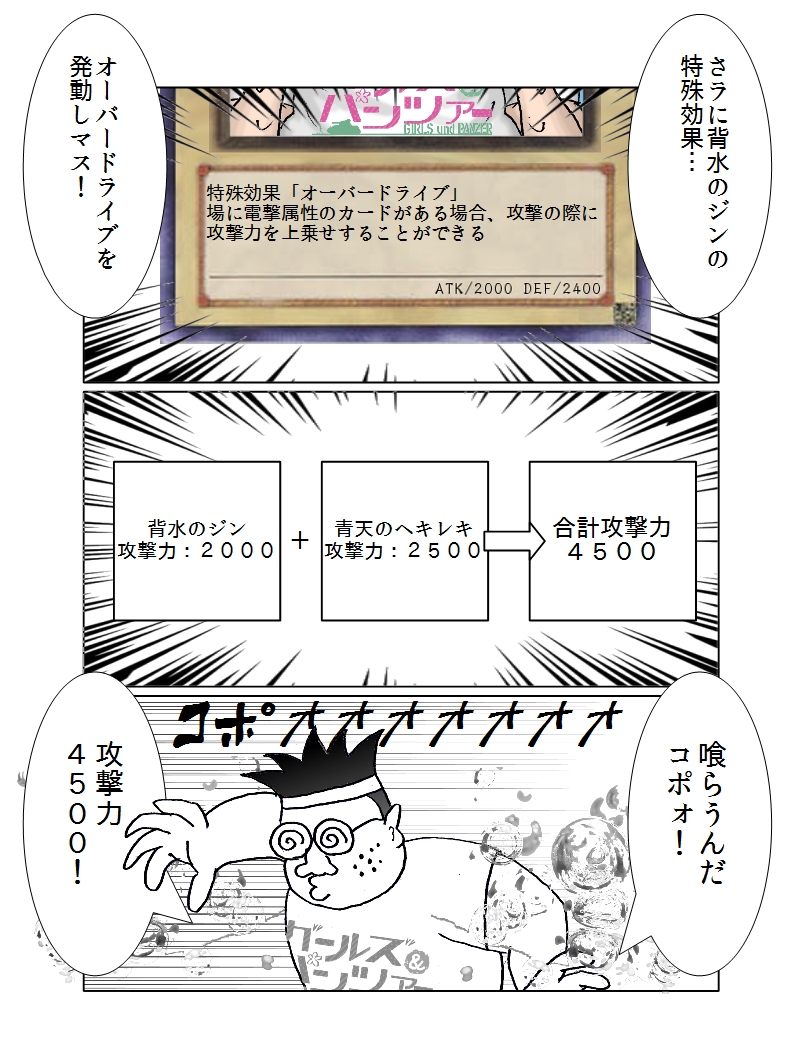 さラに背水のジンの
特殊効果…
オーバードライブを
発動しマス！
ガールズ&
パンツァー
GIRLS und PANZER
特殊効果「オーバードライブ」
場に電撃属性のカードがある場合、攻撃の際に
攻撃力を上乗せすることができる
ATK/2000 DEF/2400
背水のジン
攻撃力：２０００
＋
青天のヘキレキ
攻撃力：２５００
合計攻撃力
４５００
コポォオオオオオオ
喰らうんだ
コポォ！
攻撃力
４５００！
ガールズ&
パンツァー